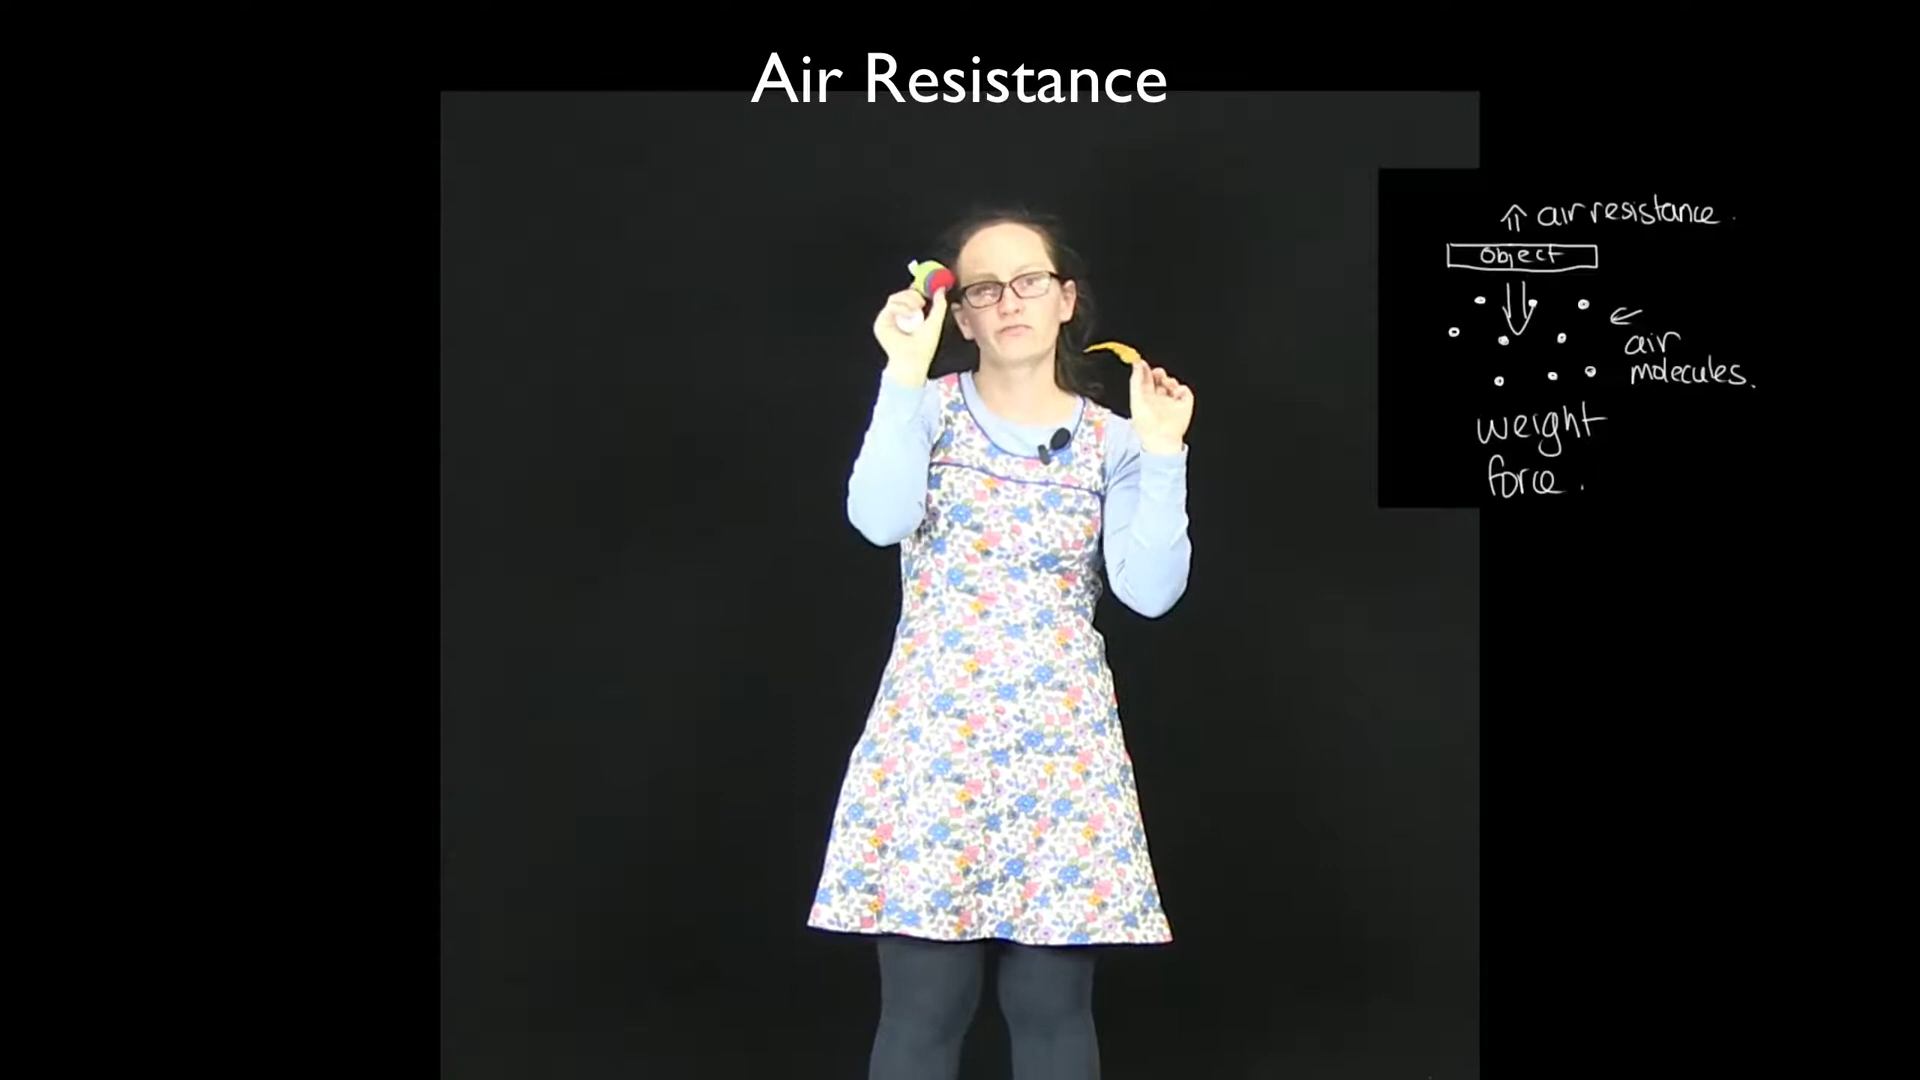 Air Resistance
air resistance.
object
air
molecules.
weight
force.